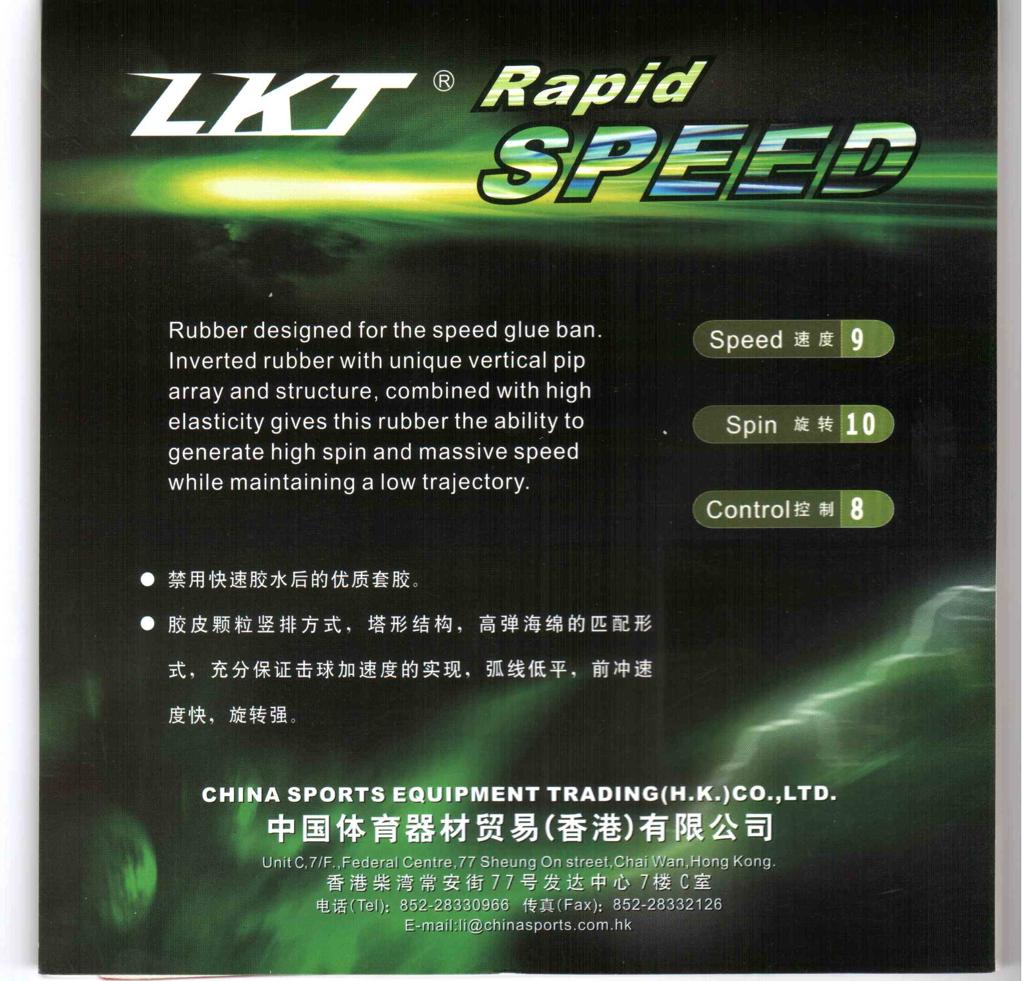 LKT® Rapid
SPEED
Rubber designed for the speed glue ban.
Inverted rubber with unique vertical pip
array and structure, combined with high
elasticity gives this rubber the ability to
generate high spin and massive speed
while maintaining a low trajectory.
Speed 速度 9
Spin 旋转 10
Control 控制 8
● 禁用快速胶水后的优质套胶。
● 胶皮颗粒竖排方式，塔形结构，高弹海绵的匹配形
式，充分保证击球加速度的实现，弧线低平，前冲速
度快，旋转强。
CHINA SPORTS EQUIPMENT TRADING(H.K.)CO.,LTD.
中国体育器材贸易(香港)有限公司
Unit C,7/F.,Federal Centre,77 Sheung On street,Chai Wan,Hong Kong.
香港柴湾常安街77号发达中心7楼C室
电话(Tel): 852-28330966 传真(Fax): 852-28332126
E-mail:li@chinasports.com.hk